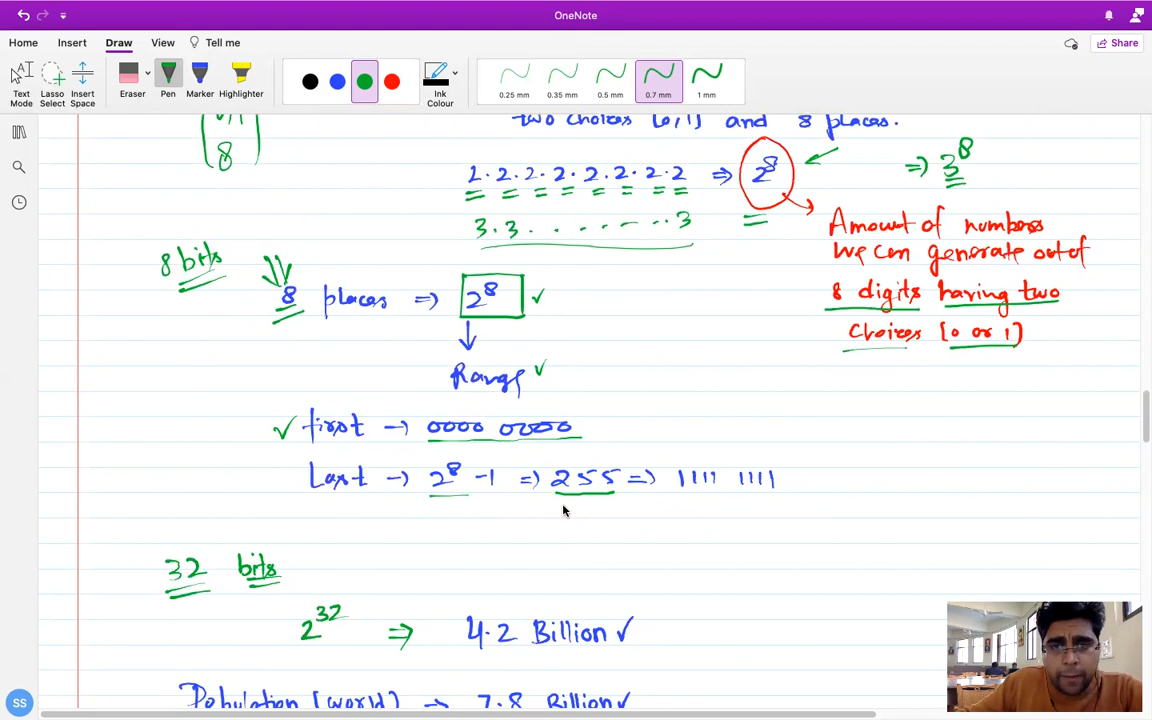 OneNote
Home Insert Draw View Tell me
Share
Text Mode
Lasso Select
Insert Space
Eraser
Pen
Marker
Highlighter
Ink Colour
0.25 mm
0.35 mm
0.5 mm
0.7 mm
1 mm
two choices [0,1] and 8 places.
8
2.2.2.2.2.2.2.2 ⇒ 2^8 ⇒ 3^8
3.3. . . . . . . .3
Amount of numbers
We can generate out of
8 digits having two
Choices [0 or 1]
8 bits
8 places ⇒ 2^8 ✓
Range ✓
✓ first → 0000 0000
Last → 2^8 -1 ⇒ 255 ⇒ 1111 1111
32 bits
2^32 ⇒ 4.2 Billion ✓
Population [world] → 7.8 Billion ✓
SS